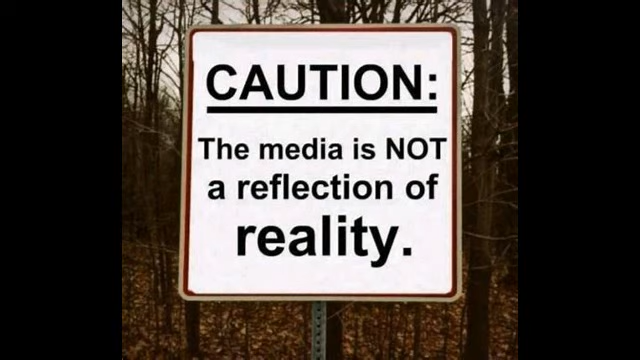 CAUTION:
The media is NOT
a reflection of
reality.